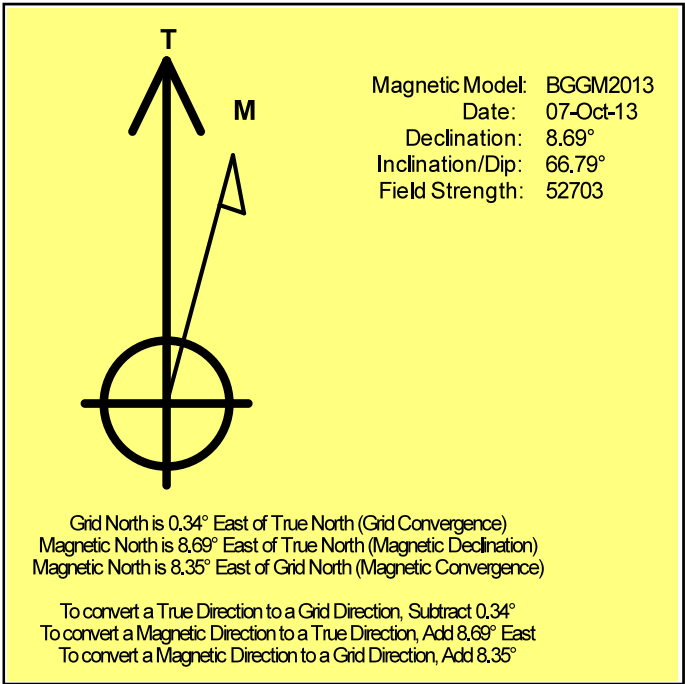 T
M
Magnetic Model: BGGM2013
Date: 07-Oct-13
Declination: 8.69°
Inclination/Dip: 66.79°
Field Strength: 52703
Grid North is 0.34° East of True North (Grid Convergence)
Magnetic North is 8.69° East of True North (Magnetic Declination)
Magnetic North is 8.35° East of Grid North (Magnetic Convergence)
To convert a True Direction to a Grid Direction, Subtract 0.34°
To convert a Magnetic Direction to a True Direction, Add 8.69° East
To convert a Magnetic Direction to a Grid Direction, Add 8.35°